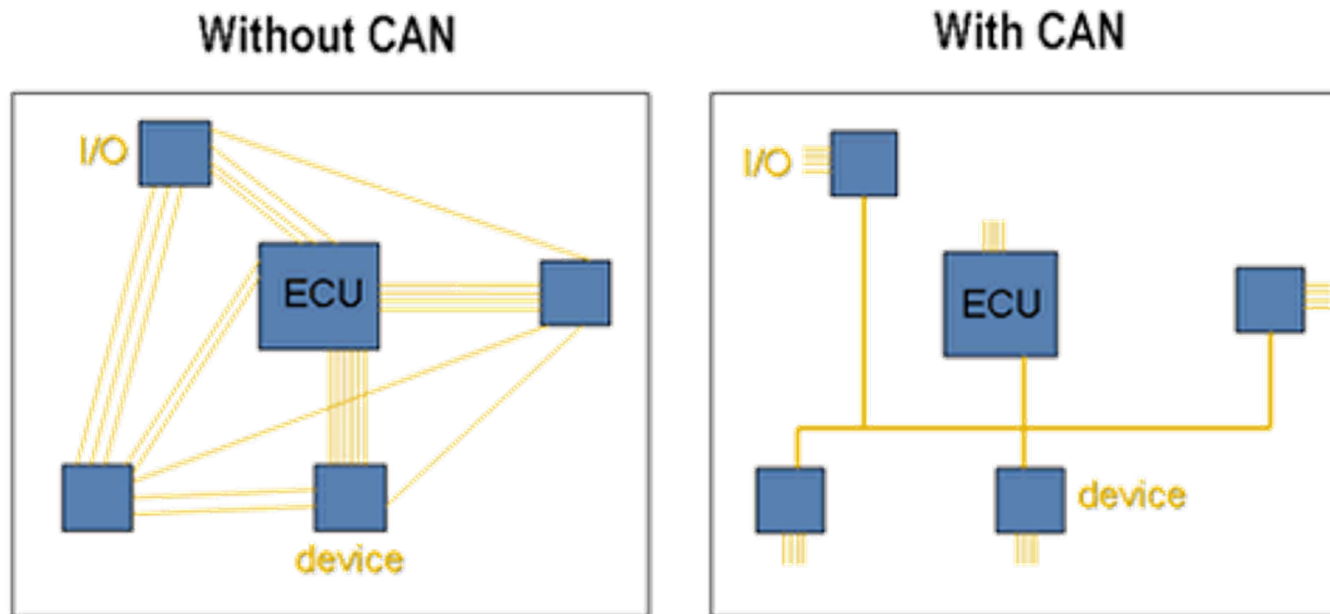 Without CAN
I/O
ECU
device
With CAN
I/O
ECU
device